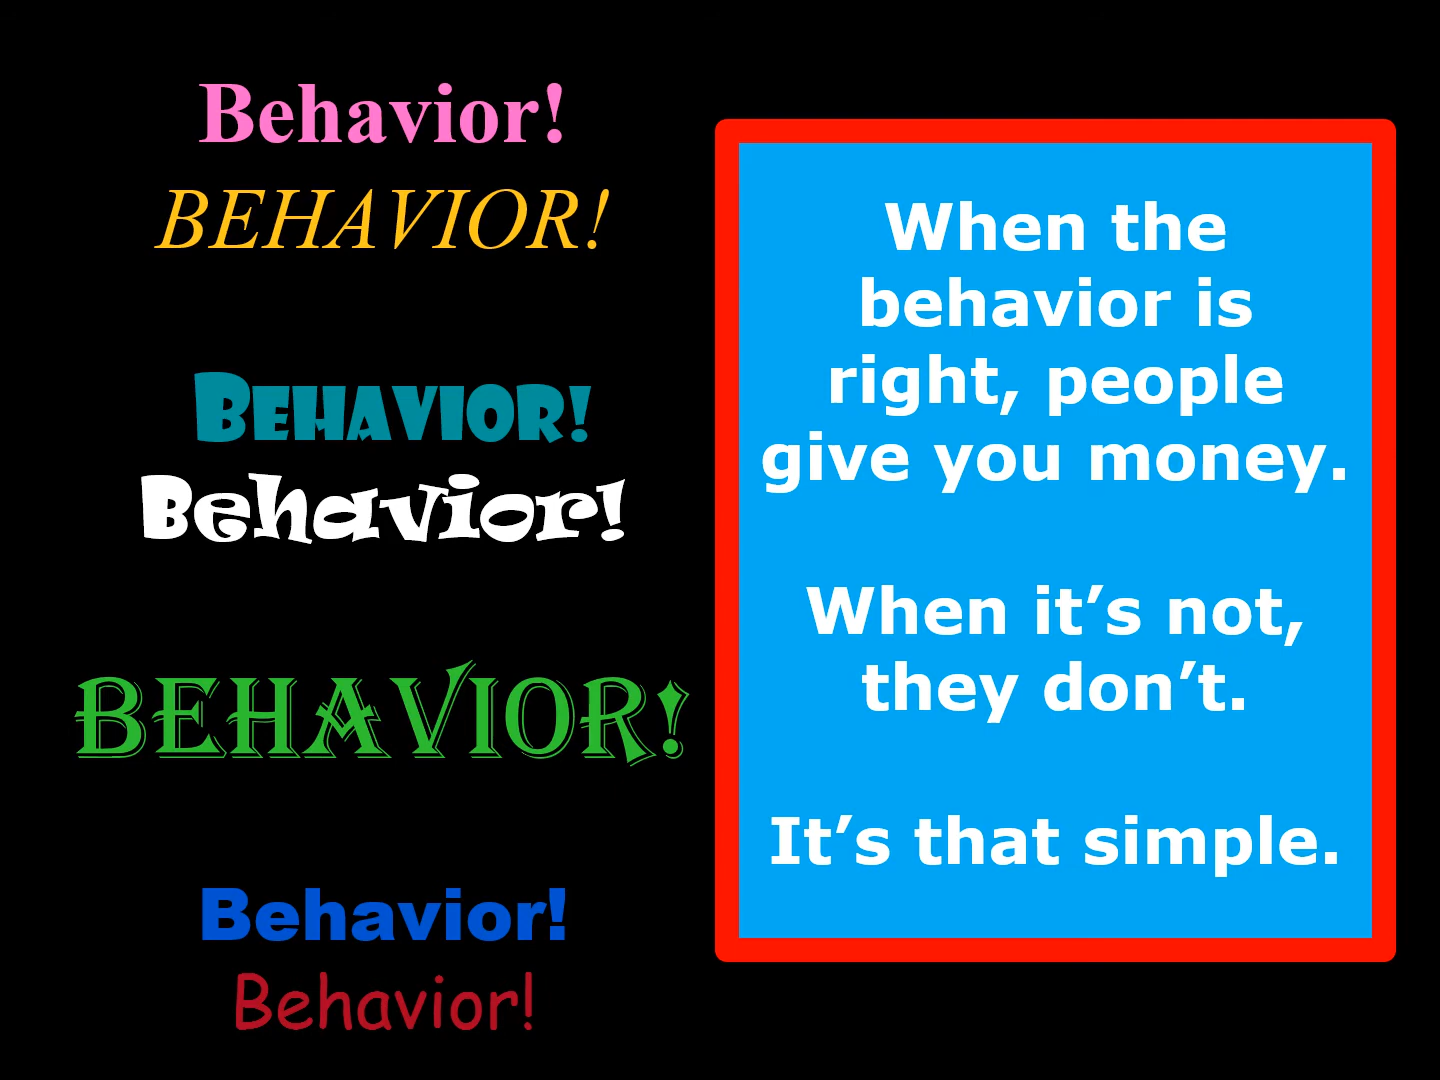 Behavior!
BEHAVIOR!
Behavior!
Behavior!
BEHAVIOR!
Behavior!
Behavior!
When the
behavior is
right, people
give you money.
When it’s not,
they don’t.
It’s that simple.